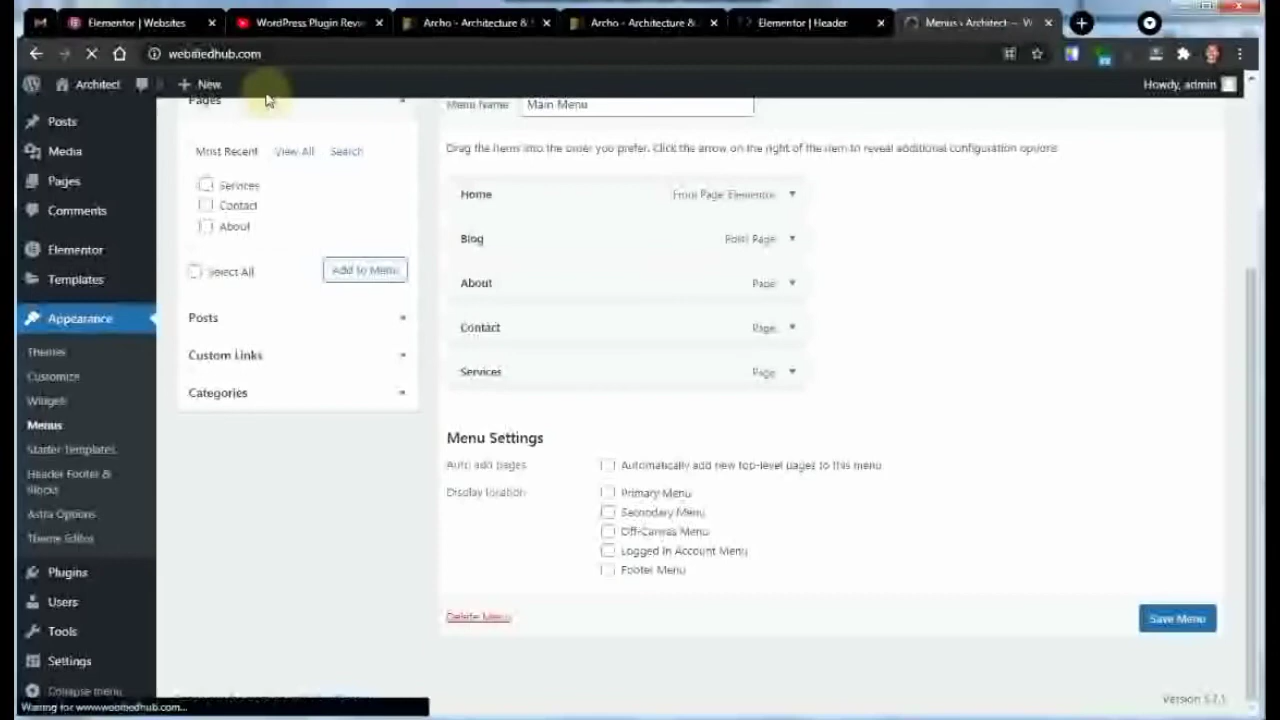 Elementor | Websites
WordPress Plugin Revi
Archo - Architecture &
Archo - Architecture &
Elementor | Header
Menus ‹ Architect — W
webmedhub.com
Architect
New
Howdy, admin
Posts
Media
Pages
Comments
Elementor
Templates
Appearance
Themes
Customize
Widgets
Menus
Starter Templates
Header Footer &
Blocks
Astra Options
Theme Editor
Plugins
Users
Tools
Settings
Collapse menu
Waiting for www.webmedhub.com...
Pages
Most Recent
View All
Search
Services
Contact
About
Select All
Add to Menu
Posts
Custom Links
Categories
Menu Name
Main Menu
Drag the items into the order you prefer. Click the arrow on the right of the item to reveal additional configuration options.
Home
Front Page Elementor
Blog
Posts Page
About
Page
Contact
Page
Services
Page
Menu Settings
Auto add pages
Automatically add new top-level pages to this menu
Display location
Primary Menu
Secondary Menu
Off-Canvas Menu
Logged In Account Menu
Footer Menu
Delete Menu
Save Menu
Version 5.7.1